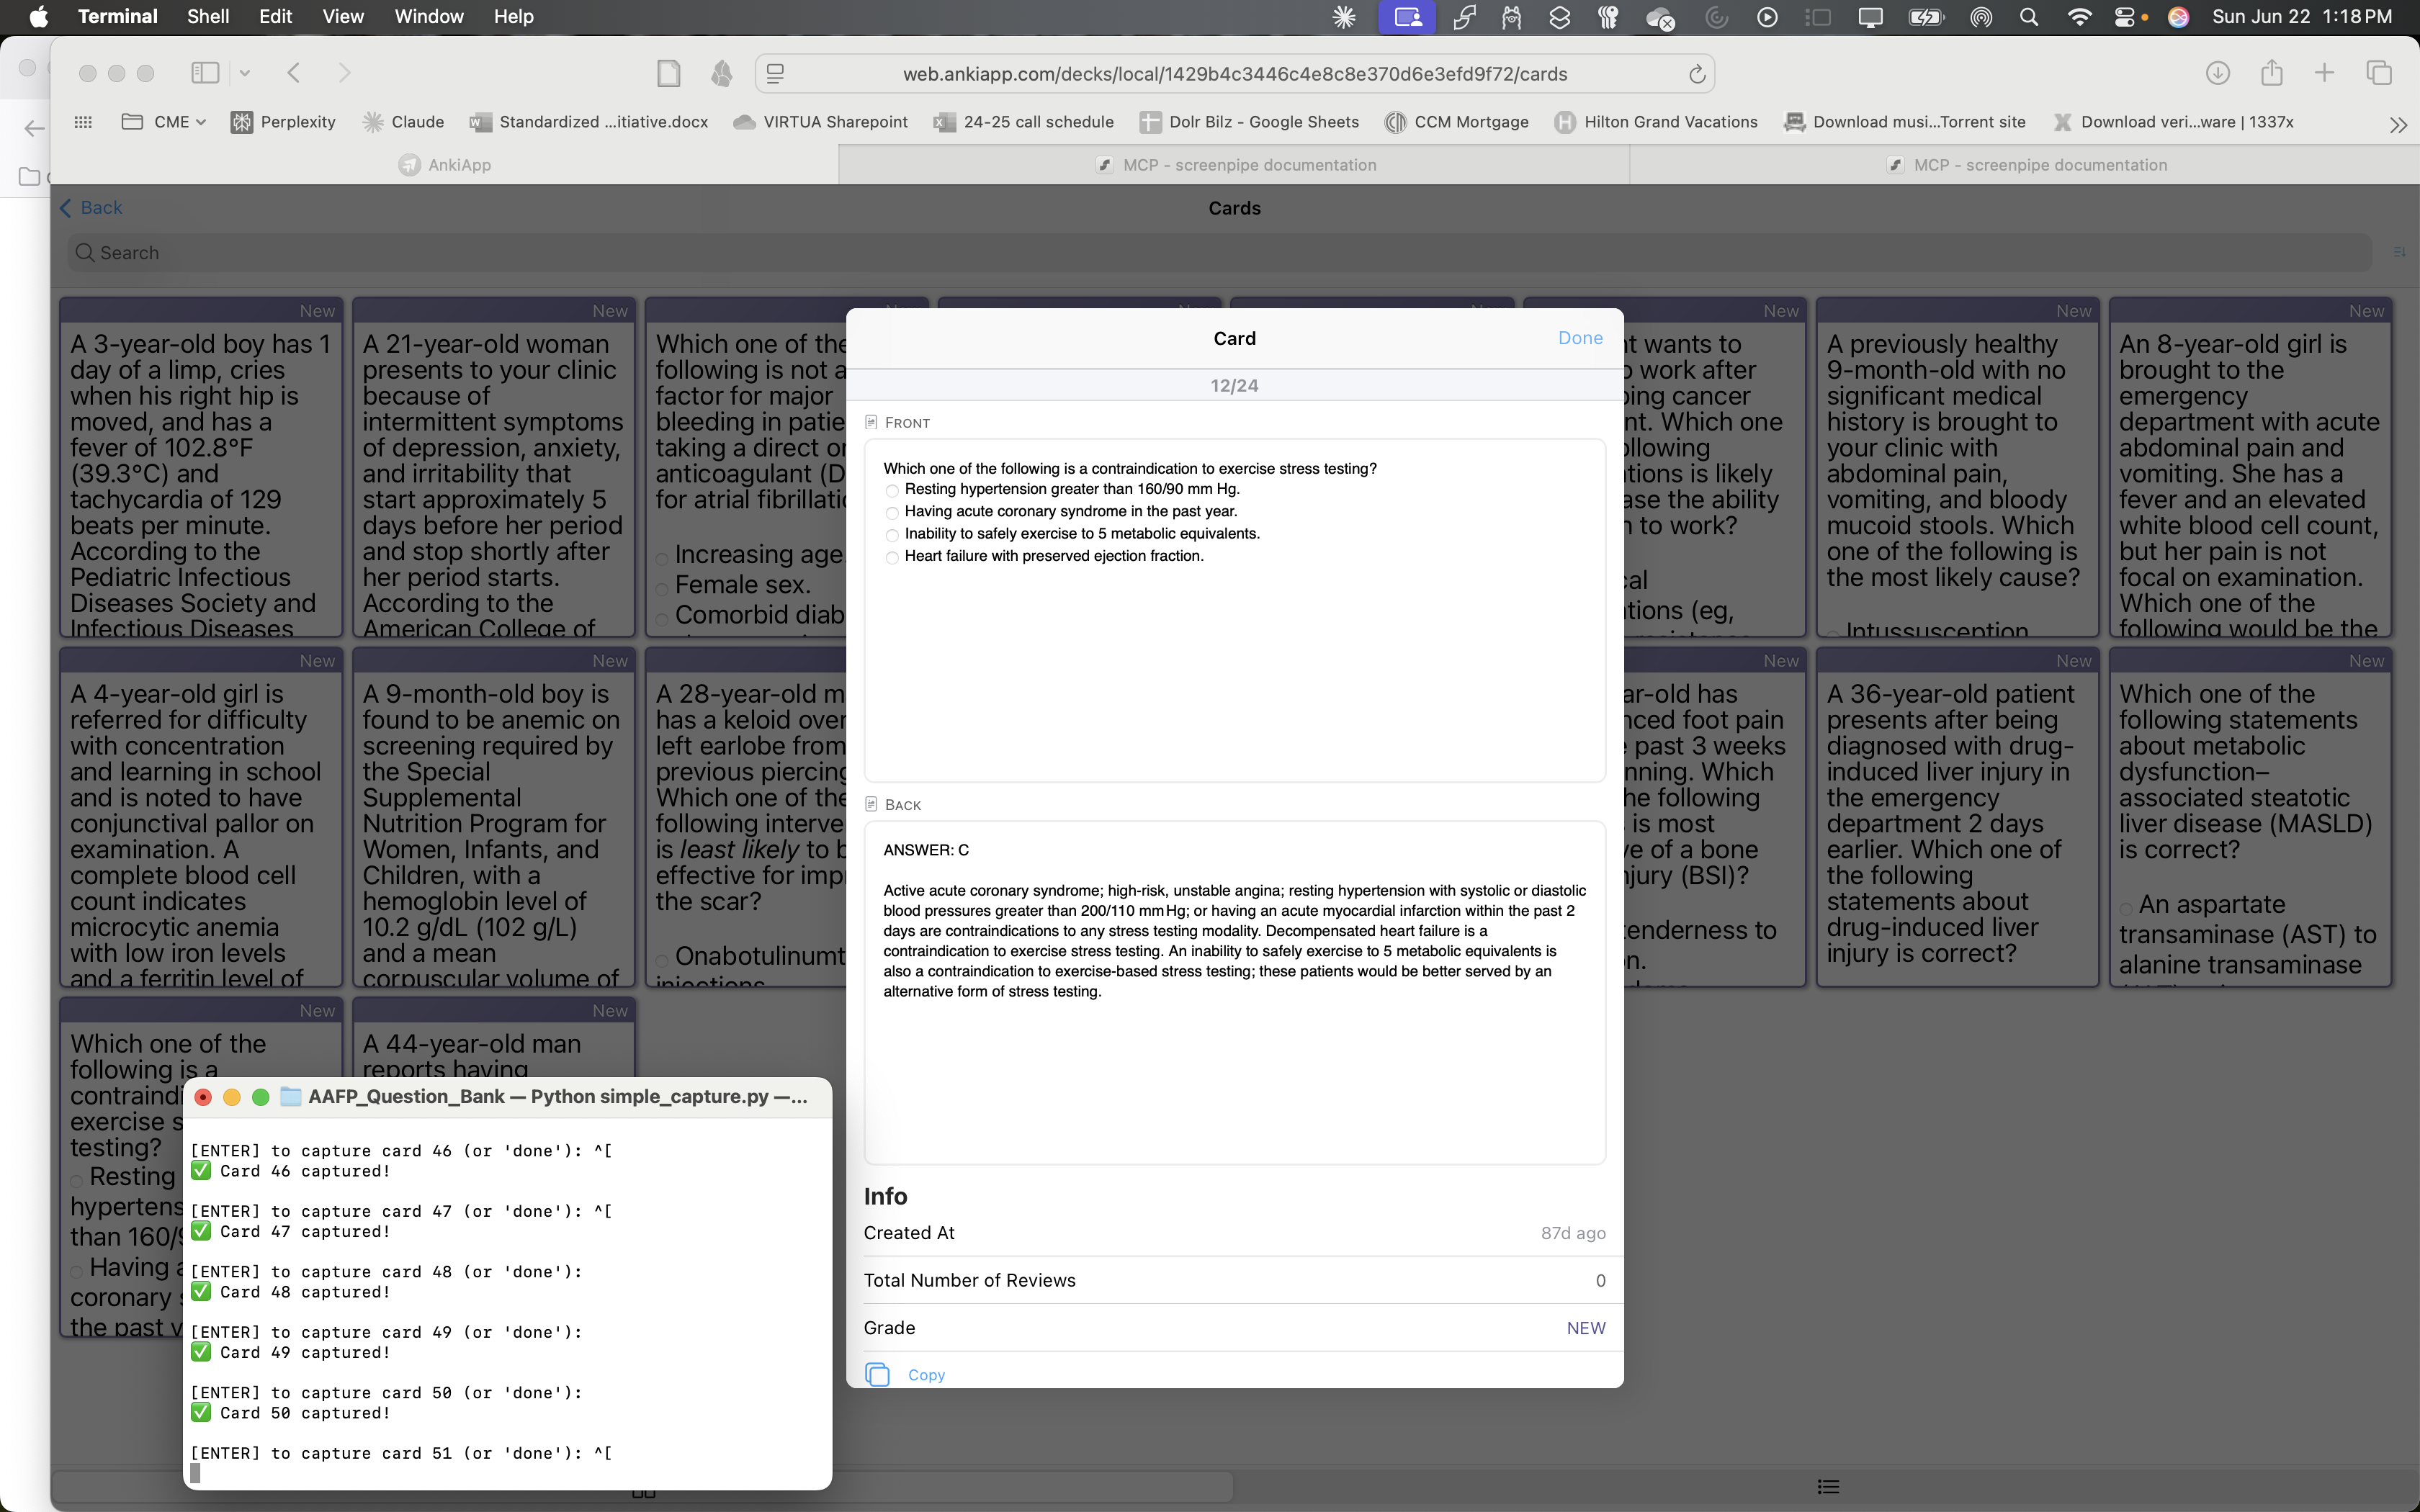 Terminal Shell Edit View Window Help Sun Jun 22 1:18 PM
web.ankiapp.com/decks/local/1429b4c3446c4e8c8e370d6e3efd9f72/cards
CME Perplexity Claude Standardized ...itiative.docx VIRTUA Sharepoint 24-25 call schedule Dolr Bilz - Google Sheets CCM Mortgage Hilton Grand Vacations Download musi...Torrent site Download veri...ware | 1337x
AnkiApp MCP - screenpipe documentation MCP - screenpipe documentation
Back Cards
Search
New
A 3-year-old boy has 1
day of a limp, cries
when his right hip is
moved, and has a
fever of 102.8°F
(39.3°C) and
tachycardia of 129
beats per minute.
According to the
Pediatric Infectious
Diseases Society and
Infectious Diseases
New
A 21-year-old woman
presents to your clinic
because of
intermittent symptoms
of depression, anxiety,
and irritability that
start approximately 5
days before her period
and stop shortly after
her period starts.
According to the
American College of
Which one of the
following is not a
factor for major
bleeding in patie
taking a direct or
anticoagulant (D
for atrial fibrillati
Increasing age.
Female sex.
Comorbid diab
New
t wants to
o work after
ing cancer
nt. Which one
ollowing
tions is likely
ase the ability
n to work?
cal
tions (eg,
New
A previously healthy
9-month-old with no
significant medical
history is brought to
your clinic with
abdominal pain,
vomiting, and bloody
mucoid stools. Which
one of the following is
the most likely cause?
Intussusception
New
An 8-year-old girl is
brought to the
emergency
department with acute
abdominal pain and
vomiting. She has a
fever and an elevated
white blood cell count,
but her pain is not
focal on examination.
Which one of the
following would be the
New
A 4-year-old girl is
referred for difficulty
with concentration
and learning in school
and is noted to have
conjunctival pallor on
examination. A
complete blood cell
count indicates
microcytic anemia
with low iron levels
and a ferritin level of
New
A 9-month-old boy is
found to be anemic on
screening required by
the Special
Supplemental
Nutrition Program for
Women, Infants, and
Children, with a
hemoglobin level of
10.2 g/dL (102 g/L)
and a mean
corpuscular volume of
A 28-year-old m
has a keloid over
left earlobe from
previous piercing
Which one of the
following interve
is least likely to b
effective for imp
the scar?
Onabotulinumt
injections
New
ar-old has
nced foot pain
e past 3 weeks
nning. Which
he following
is most
ve of a bone
jury (BSI)?
tenderness to
n.
New
A 36-year-old patient
presents after being
diagnosed with drug-
induced liver injury in
the emergency
department 2 days
earlier. Which one of
the following
statements about
drug-induced liver
injury is correct?
New
Which one of the
following statements
about metabolic
dysfunction–
associated steatotic
liver disease (MASLD)
is correct?
An aspartate
transaminase (AST) to
alanine transaminase
New
Which one of the
following is a
contraind
exercise s
testing?
Resting
hypertens
than 160/9
Having a
coronary s
the past y
New
A 44-year-old man
reports having
Card Done
12/24
FRONT
Which one of the following is a contraindication to exercise stress testing?
Resting hypertension greater than 160/90 mm Hg.
Having acute coronary syndrome in the past year.
Inability to safely exercise to 5 metabolic equivalents.
Heart failure with preserved ejection fraction.
BACK
ANSWER: C
Active acute coronary syndrome; high-risk, unstable angina; resting hypertension with systolic or diastolic
blood pressures greater than 200/110 mm Hg; or having an acute myocardial infarction within the past 2
days are contraindications to any stress testing modality. Decompensated heart failure is a
contraindication to exercise stress testing. An inability to safely exercise to 5 metabolic equivalents is
also a contraindication to exercise-based stress testing; these patients would be better served by an
alternative form of stress testing.
Info
Created At 87d ago
Total Number of Reviews 0
Grade NEW
Copy
AAFP_Question_Bank — Python simple_capture.py —...
[ENTER] to capture card 46 (or 'done'): ^[
✅ Card 46 captured!
[ENTER] to capture card 47 (or 'done'): ^[
✅ Card 47 captured!
[ENTER] to capture card 48 (or 'done'):
✅ Card 48 captured!
[ENTER] to capture card 49 (or 'done'):
✅ Card 49 captured!
[ENTER] to capture card 50 (or 'done'):
✅ Card 50 captured!
[ENTER] to capture card 51 (or 'done'): ^[